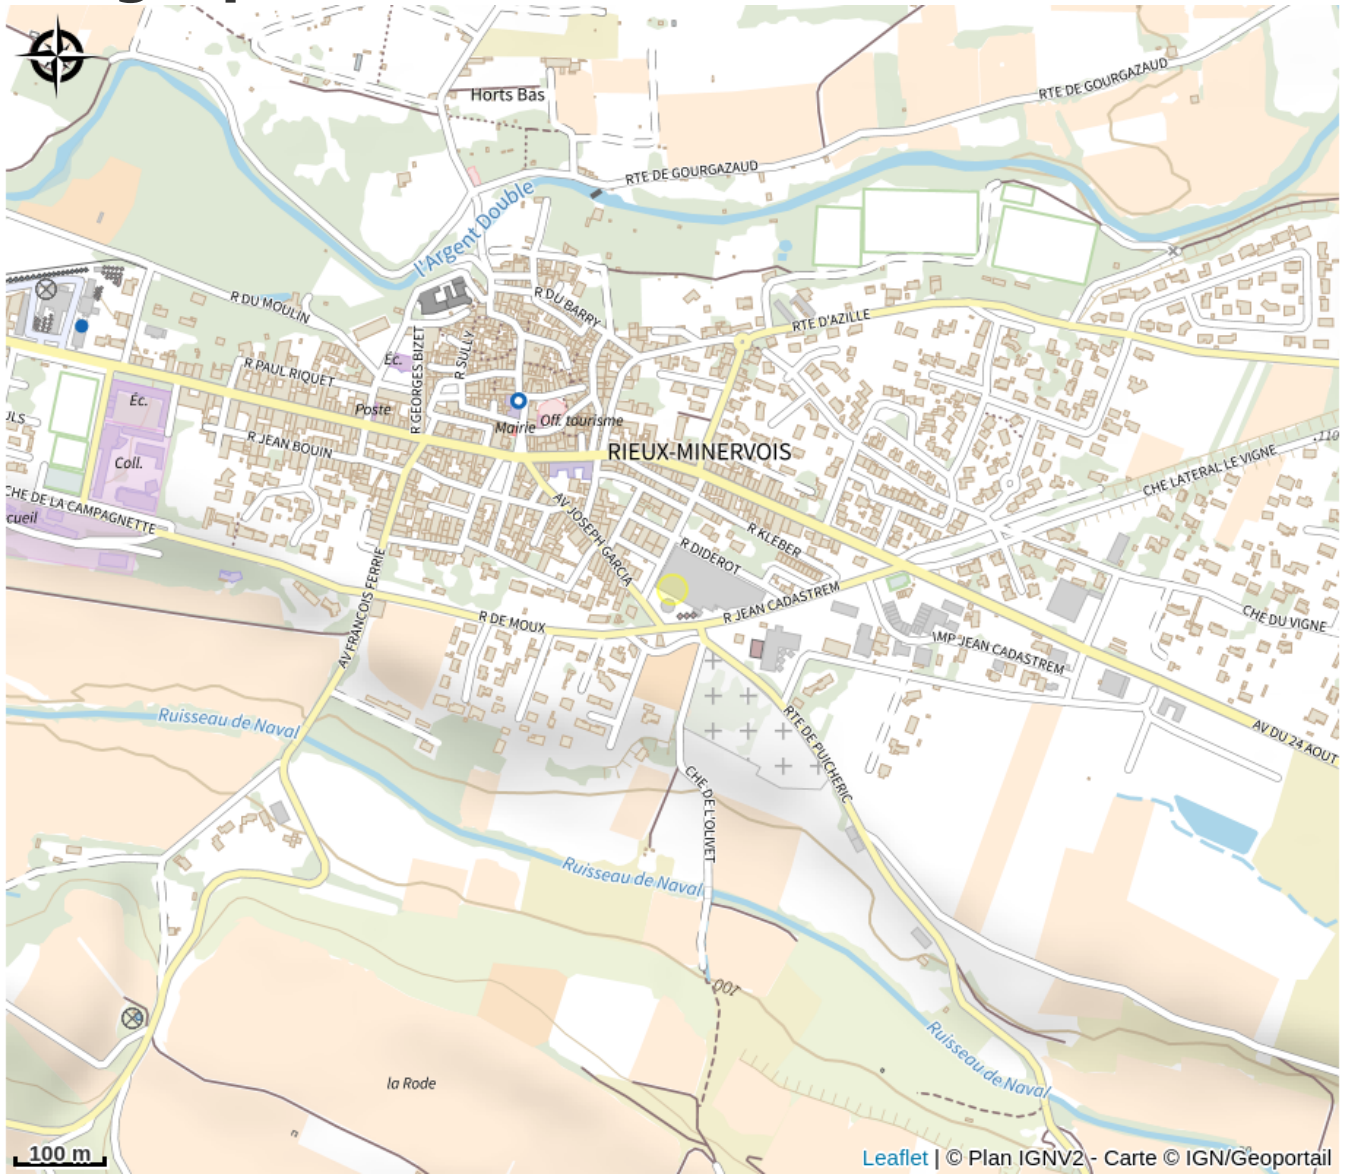 Horts Bas
RTE DE GOURGAZAUD
RTE DE GOURGAZAUD
l'Argent Double
R DU MOULIN
R DU BARRY
RTE D'AZILLE
R GEORGES BIZET
R SULLY
Éc.
R PAUL RIQUET
Éc.
Poste
Mairie
Off. tourisme
R JEAN BOUIN
RIEUX-MINERVOIS
110
Coll.
CHE LATERAL LE VIGNE
CHE DE LA CAMPAGNETTE
cueil
AV JOSEPH GARCIA
R KLEBER
R DIDEROT
AV FRANCOIS FERRIE
R JEAN CADASTREM
R DE MOUX
CHE DU VIGNE
IMP JEAN CADASTREM
Ruisseau de Naval
RTE DE PUICHERIC
AV DU 24 AOUT
CHE DE L'OLIVET
Ruisseau de Naval
100
Ruisseau de Naval
la Rode
100 m
Leaflet | © Plan IGNV2 - Carte © IGN/Geoportail